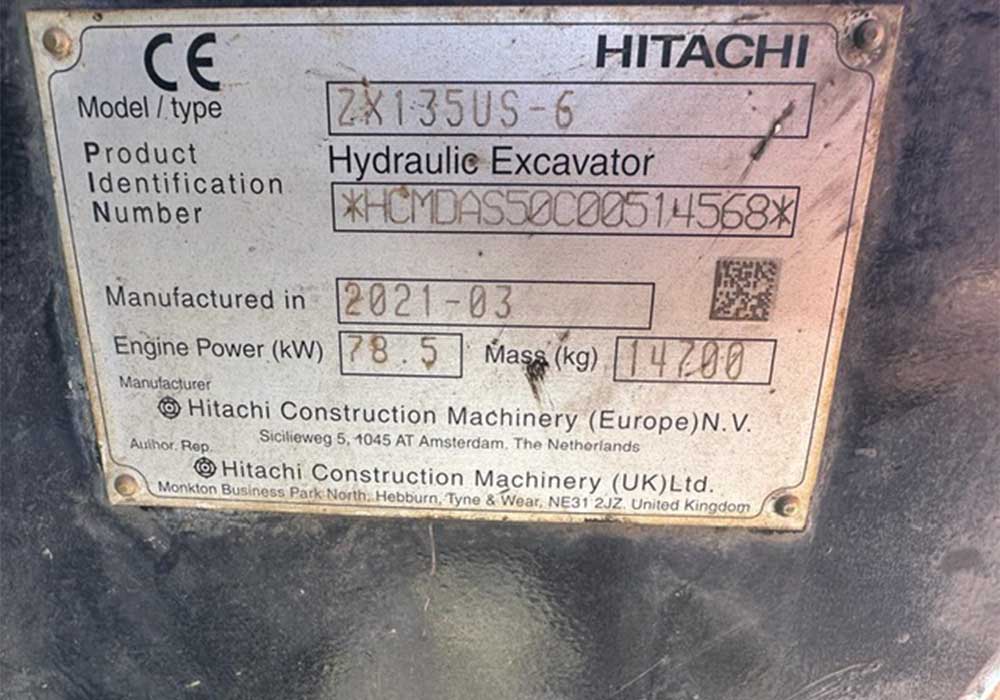 CE HITACHI
Model / type ZX135US-6
Product Hydraulic Excavator
Identification
Number *HCMDAS50C00514568*
Manufactured in 2021-03
Engine Power (kW) 78.5 Mass (kg) 14700
Manufacturer
Hitachi Construction Machinery (Europe)N.V.
Sicilieweg 5, 1045 AT Amsterdam, The Netherlands
Author. Rep.
Hitachi Construction Machinery (UK)Ltd.
Monkton Business Park North, Hebburn, Tyne & Wear, NE31 2JZ, United Kingdom